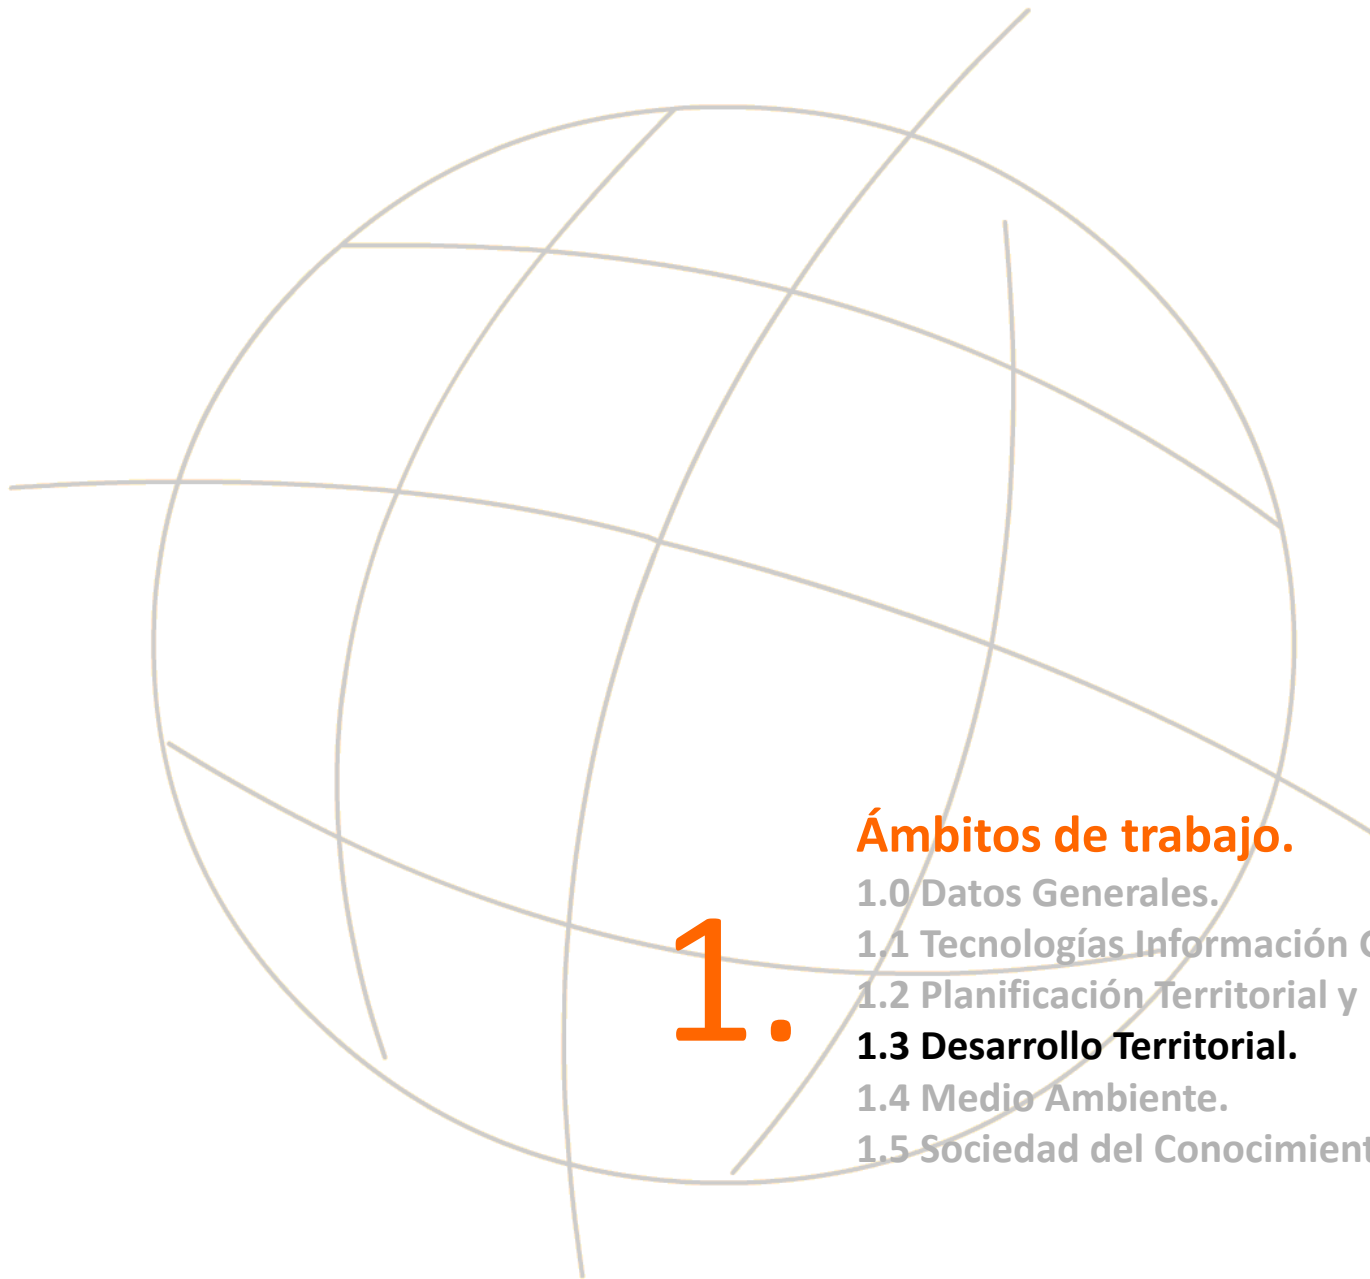 Ámbitos de trabajo.
1.
1.0 Datos Generales.
1.1 Tecnologías Información
1.2 Planificación Territorial y
1.3 Desarrollo Territorial.
1.4 Medio Ambiente.
1.5 Sociedad del